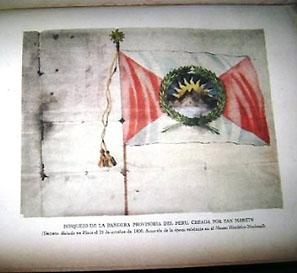 BOSQUEJO DE LA BANDERA PROVISORIA DEL PERU, CREADA POR SAN MARTIN
(Decreto dictado en Pisco el 21 de octubre de 1820. Acuarela de la época existente en el Museo Histórico Nacional).